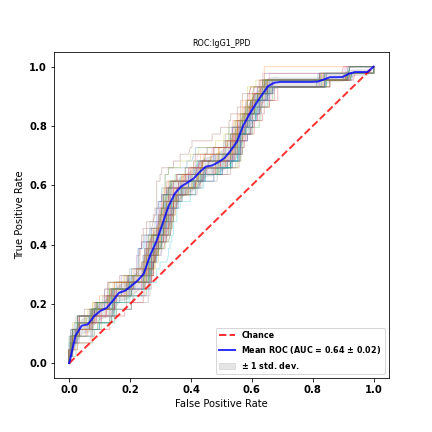 ROC:IgG1_PPD
1.0
0.8
0.6
0.4
0.2
0.0
True Positive Rate
Chance
Mean ROC (AUC = 0.64 ± 0.02)
± 1 std. dev.
0.0 0.2 0.4 0.6 0.8 1.0
False Positive Rate